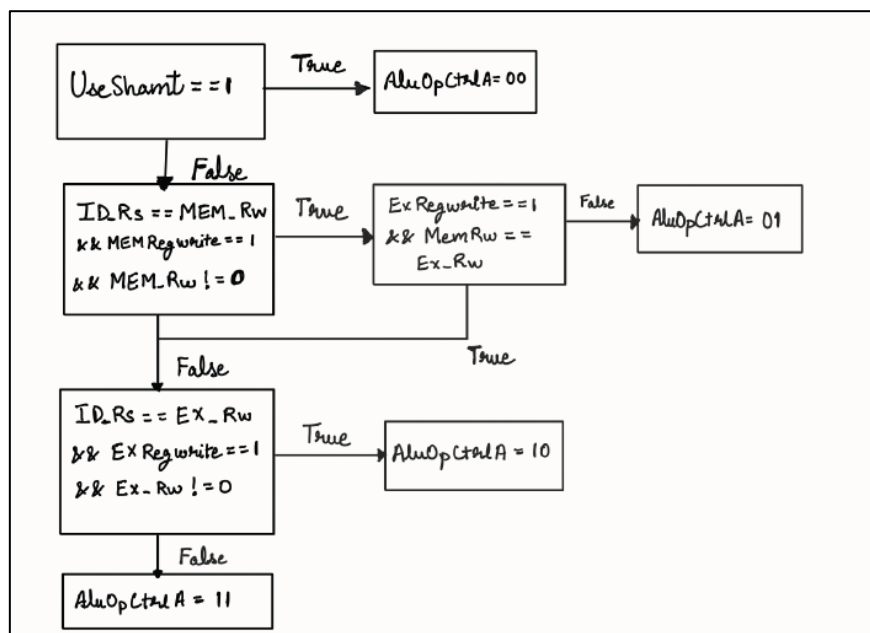 UseShamt==1
True
AluOpCtrlA=00
False
ID_Rs==MEM_Rw
&& MEMRegwrite==1
&& MEM_Rw!=0
True
ExRegwrite==1
&& MemRw==
Ex_Rw
False
AluOpCtrlA=01
True
False
ID_Rs==EX_Rw
&& EXRegwrite==1
&& Ex_Rw!=0
True
AluOpCtrlA=10
False
AluOpCtrlA=11